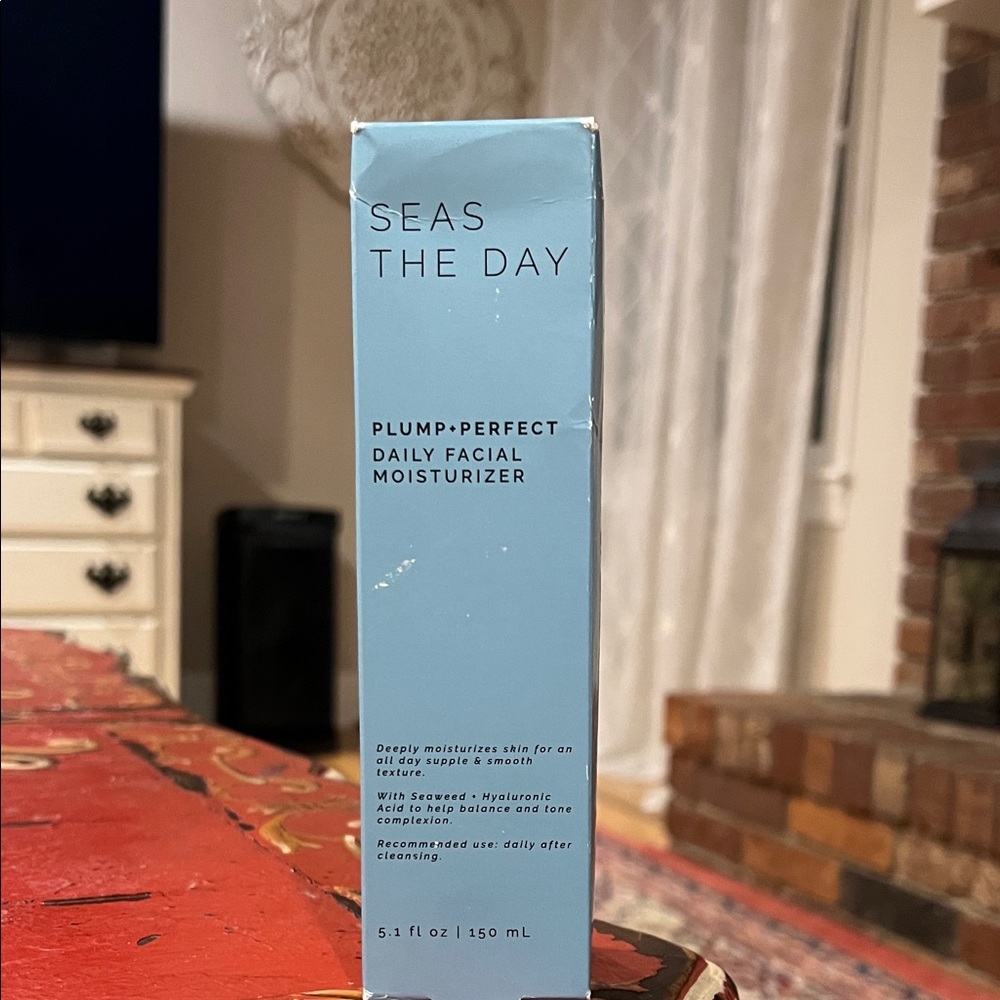 SEAS
THE DAY
PLUMP+PERFECT
DAILY FACIAL
MOISTURIZER
Deeply moisturizes skin for an
all day supple & smooth
texture.
With Seaweed + Hyaluronic
Acid to help balance and tone
complexion.
Recommended use: daily after
cleansing.
5.1 fl oz | 150 mL